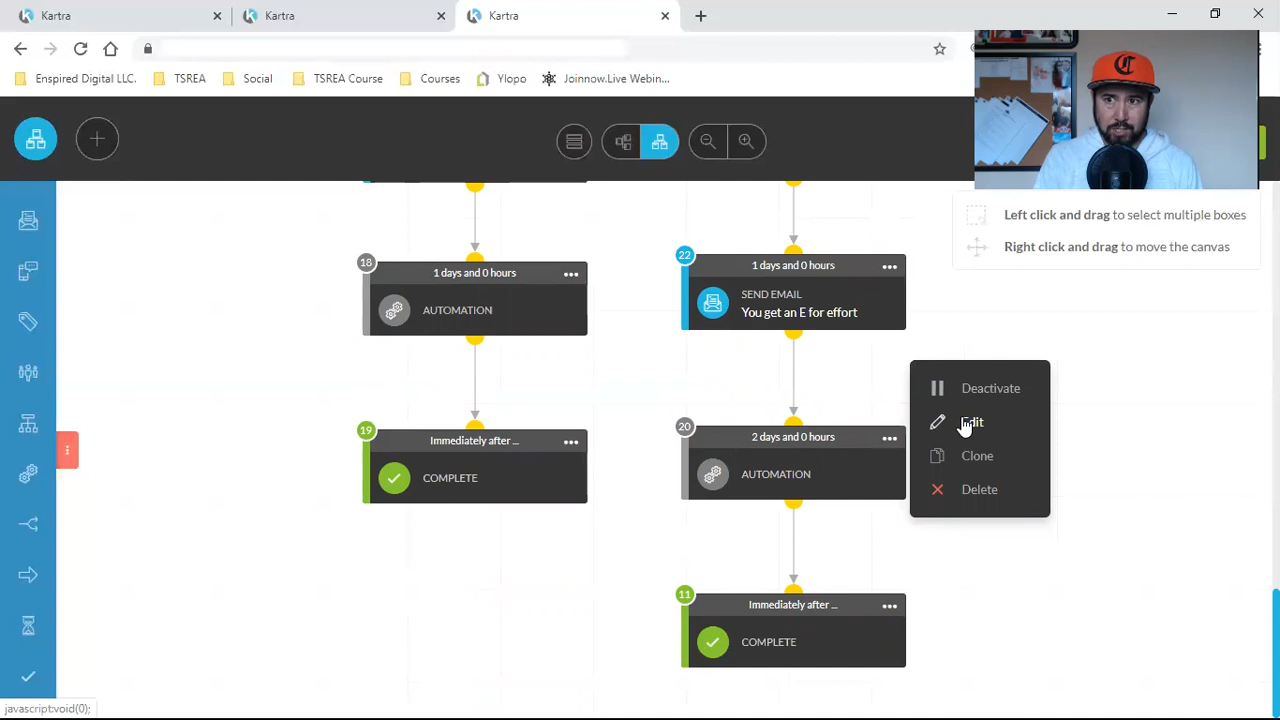 Kartra
Kartra
Kartra
Enspired Digital LLC.
TSREA
Social
TSREA Course
Courses
Ylopo
Joinnow.Live Webin...
Left click and drag to select multiple boxes
Right click and drag to move the canvas
18
1 days and 0 hours
AUTOMATION
22
1 days and 0 hours
SEND EMAIL
You get an E for effort
Deactivate
Edit
Clone
Delete
19
Immediately after ...
COMPLETE
20
2 days and 0 hours
AUTOMATION
11
Immediately after ...
COMPLETE
javascript:void(0);